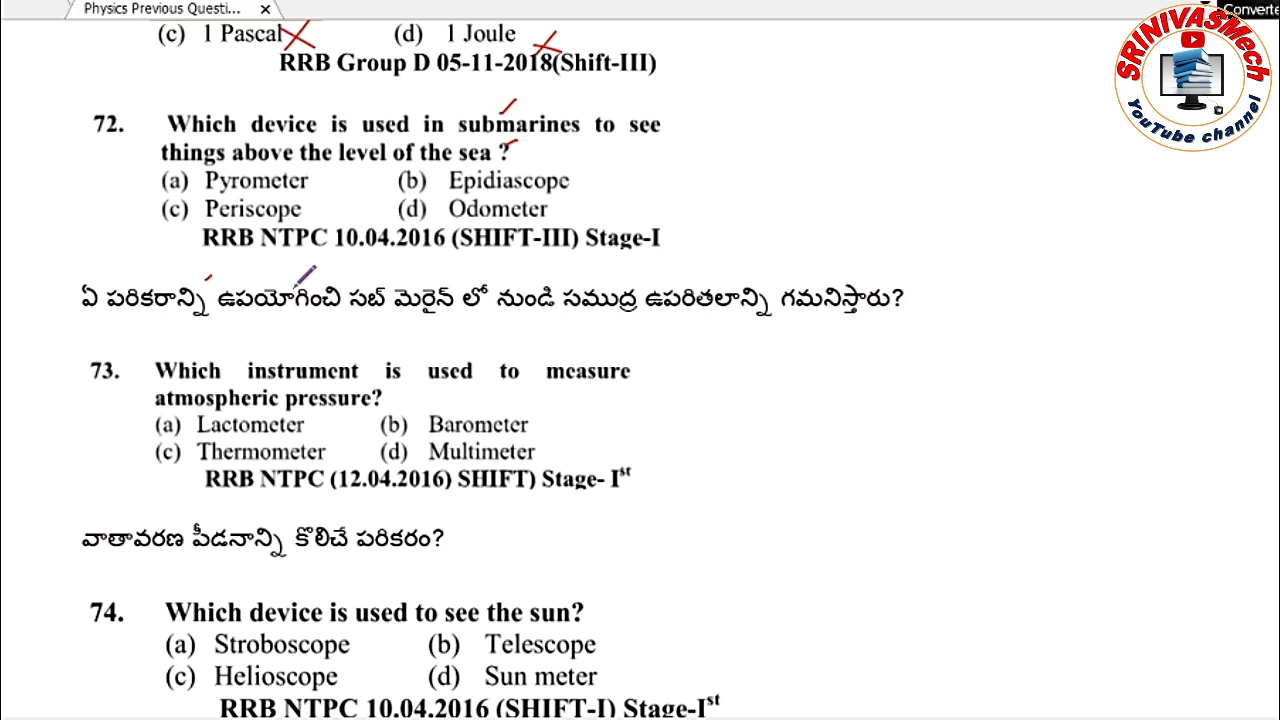 Physics Previous Questi... x
Converte
(c) 1 Pascal (d) 1 Joule
RRB Group D 05-11-2018(Shift-III)
SRINIVASMech
YouTube channel
72. Which device is used in submarines to see
things above the level of the sea ?
(a) Pyrometer (b) Epidiascope
(c) Periscope (d) Odometer
RRB NTPC 10.04.2016 (SHIFT-III) Stage-I
ఏ పరికరాన్ని ఉపయోగించి సబ్ మెరైన్ లో నుండి సముద్ర ఉపరితలాన్ని గమనిస్తారు?
73. Which instrument is used to measure
atmospheric pressure?
(a) Lactometer (b) Barometer
(c) Thermometer (d) Multimeter
RRB NTPC (12.04.2016) SHIFT) Stage- Ist
వాతావరణ పీడనాన్ని కొలిచే పరికరం?
74. Which device is used to see the sun?
(a) Stroboscope (b) Telescope
(c) Helioscope (d) Sun meter
RRB NTPC 10.04.2016 (SHIFT-I) Stage-Ist